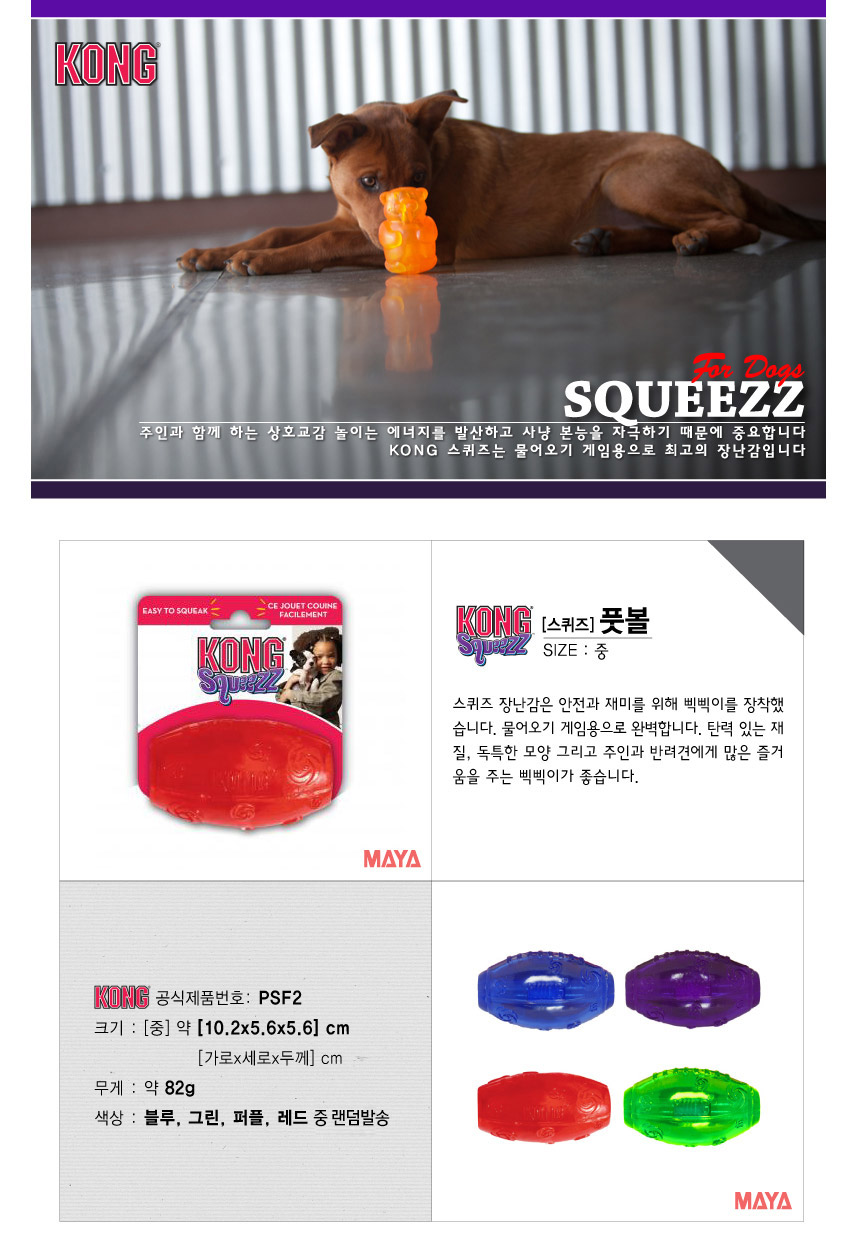 KONG
For Dogs
SQUEEZZ
주인과 함께 하는 상호교감 놀이는 에너지를 발산하고 사냥 본능을 자극하기 때문에 중요합니다
KONG 스퀴즈는 물어오기 게임용으로 최고의 장난감입니다
EASY TO SQUEAK
CE JOUET COUINE
FACILEMENT
KONG
SqueeZZ
MAYA
KONG
SqueeZZ
[스퀴즈] 풋볼
SIZE : 중
스퀴즈 장난감은 안전과 재미를 위해 삑삑이를 장착했
습니다. 물어오기 게임용으로 완벽합니다. 탄력 있는 재
질, 독특한 모양 그리고 주인과 반려견에게 많은 즐거
움을 주는 삑삑이가 좋습니다.
KONG 공식제품번호: PSF2
크기 : [중] 약 [10.2x5.6x5.6] cm
[가로x세로x두께] cm
무게 : 약 82g
색상 : 블루, 그린, 퍼플, 레드 중 랜덤발송
MAYA